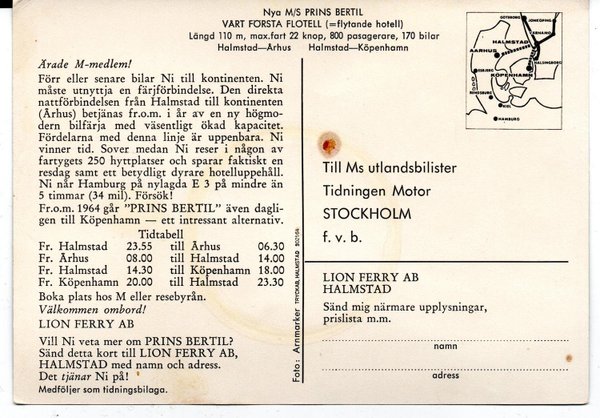 Nya M/S PRINS BERTIL
VÅRT FÖRSTA FLOTELL (=flytande hotell)
Längd 110 m, max.fart 22 knop, 800 pasagerare, 170 bilar
Halmstad—Århus Halmstad—Köpenhamn
Ärade M-medlem!
Förr eller senare bilar Ni till kontinenten. Ni
måste utnyttja en färjförbindelse. Den direkta
nattförbindelsen från Halmstad till kontinenten
(Århus) betjänas fr.o.m. i år av en ny högmo-
dern bilfärja med väsentligt ökad kapacitet.
Fördelarna med denna linje är uppenbara. Ni
vinner tid. Sover medan Ni reser i någon av
fartygets 250 hyttplatser och sparar faktiskt en
resdag samt ett betydligt dyrare hotelluppehåll.
Ni når Hamburg på nylagda E 3 på mindre än
5 timmar (34 mil). Försök!
Fr.o.m. 1964 går "PRINS BERTIL" även dagli-
gen till Köpenhamn — ett intressant alternativ.
Tidtabell
Fr. Halmstad 23.55 till Århus 06.30
Fr. Århus 08.00 till Halmstad 14.00
Fr. Halmstad 14.30 till Köpenhamn 18.00
Fr. Köpenhamn 20.00 till Halmstad 23.30
Boka plats hos M eller resebyrån.
Välkommen ombord!
LION FERRY AB
Vill Ni veta mer om PRINS BERTIL?
Sänd detta kort till LION FERRY AB,
HALMSTAD med namn och adress.
Det tjänar Ni på!
Medföljer som tidningsbilaga.
Foto: Arnmarker TRYCKAB, HALMSTAD
GÖTEBORG
JÖNKÖPING
HALMSTAD
AARHUS
HÄLSINGBORG
ESBJERG
KÖPENHAMN
KIEL
HAMBURG
Till Ms utlandsbilister
Tidningen Motor
STOCKHOLM
f. v. b.
LION FERRY AB
HALMSTAD
Sänd mig närmare upplysningar,
prislista m.m.
namn
adress